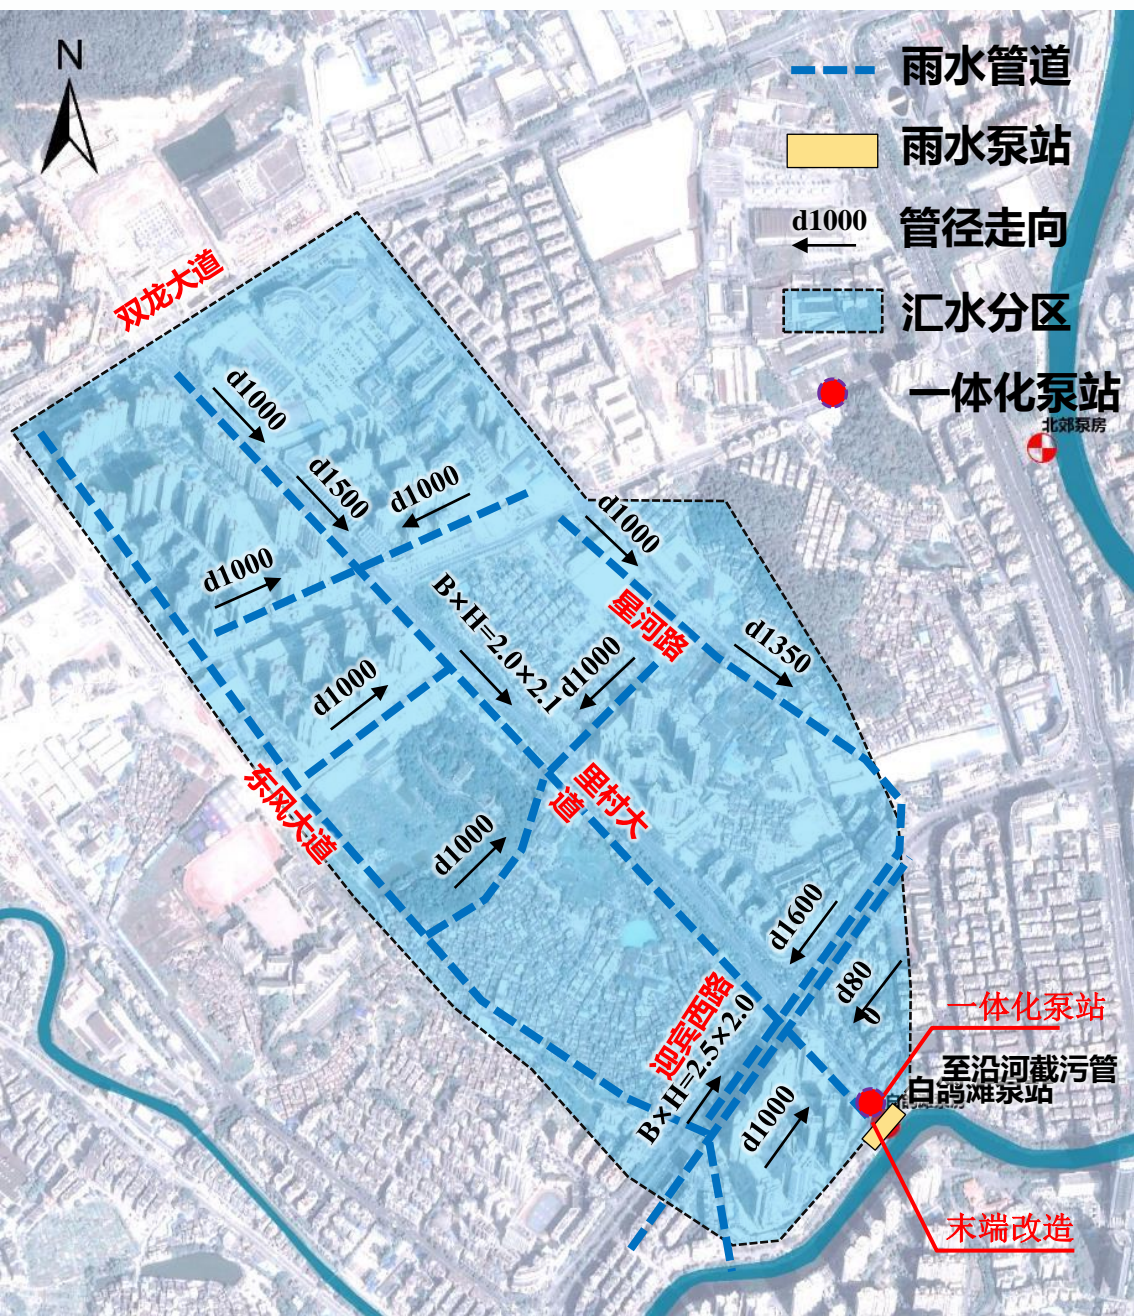 N
雨水管道
雨水泵站
d1000
管径走向
汇水分区
一体化泵站
北郊泵房
双龙大道
d1000
d1500
d1000
d1000
d1000
B×H=2.0×2.1
星河路
d1000
d1350
d1000
东风大道
里村大
道
d1000
d1600
d80
0
迎宾西路
B×H=2.5×2.0
d1000
一体化泵站
至沿河截污管
白鸽滩泵站
末端改造